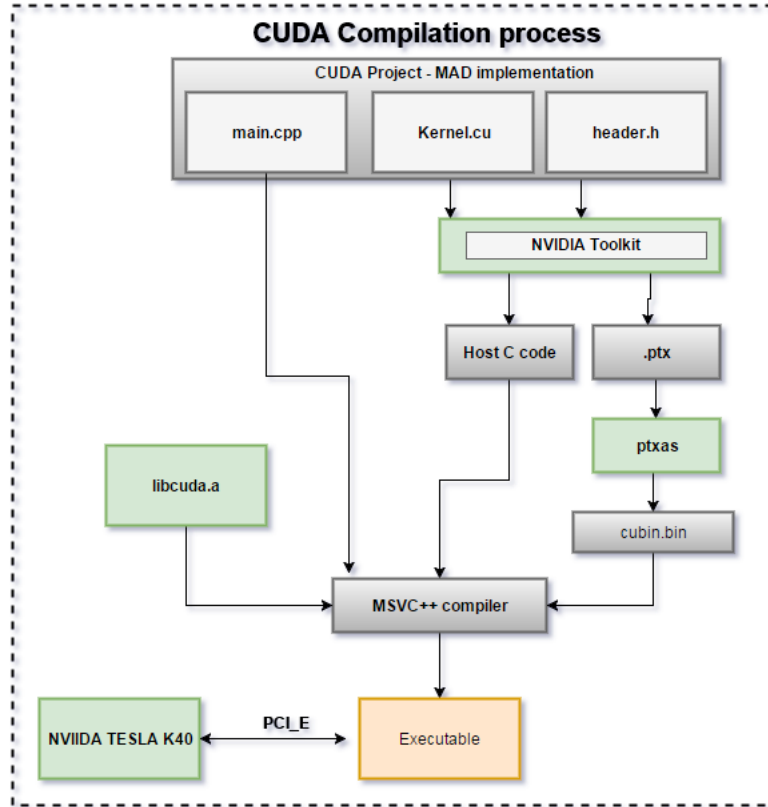 CUDA Compilation process
CUDA Project - MAD implementation
main.cpp
Kernel.cu
header.h
NVIDIA Toolkit
Host C code
.ptx
ptxas
libcuda.a
cubin.bin
MSVC++ compiler
NVIIDA TESLA K40
PCI_E
Executable